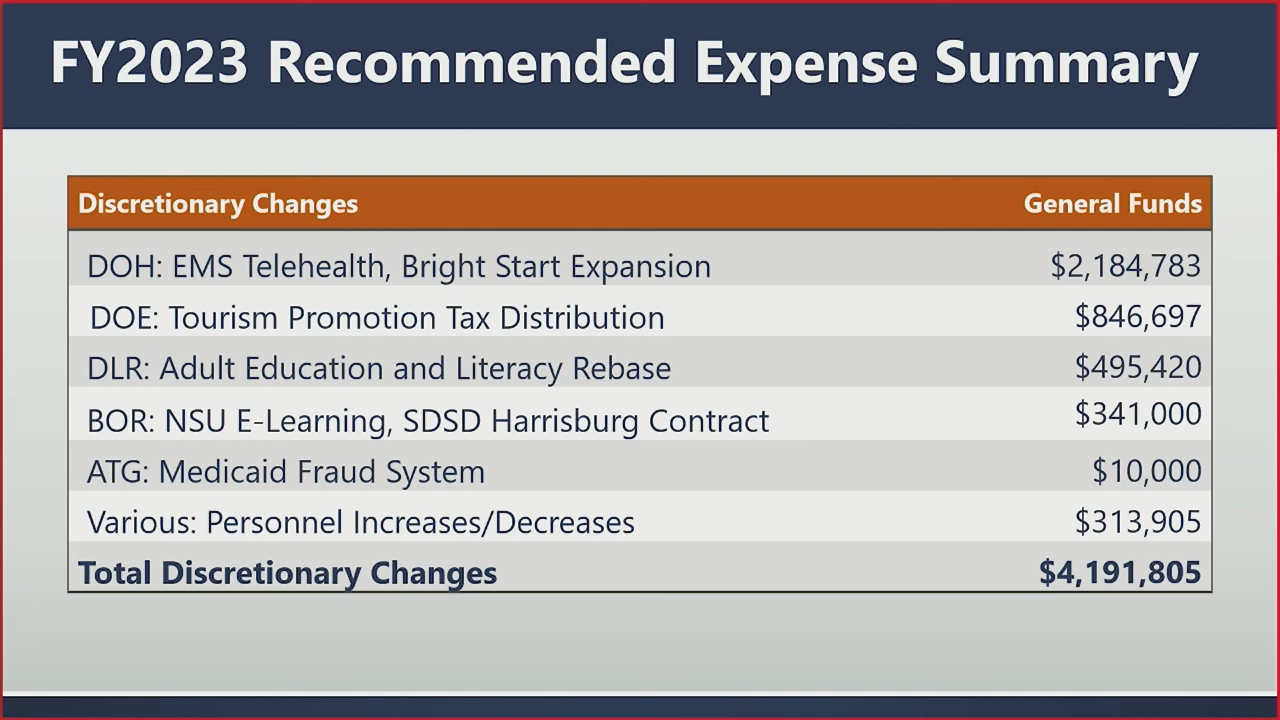 FY2023 Recommended Expense Summary
Discretionary Changes General Funds
DOH: EMS Telehealth, Bright Start Expansion $2,184,783
DOE: Tourism Promotion Tax Distribution $846,697
DLR: Adult Education and Literacy Rebase $495,420
BOR: NSU E-Learning, SDSD Harrisburg Contract $341,000
ATG: Medicaid Fraud System $10,000
Various: Personnel Increases/Decreases $313,905
Total Discretionary Changes $4,191,805